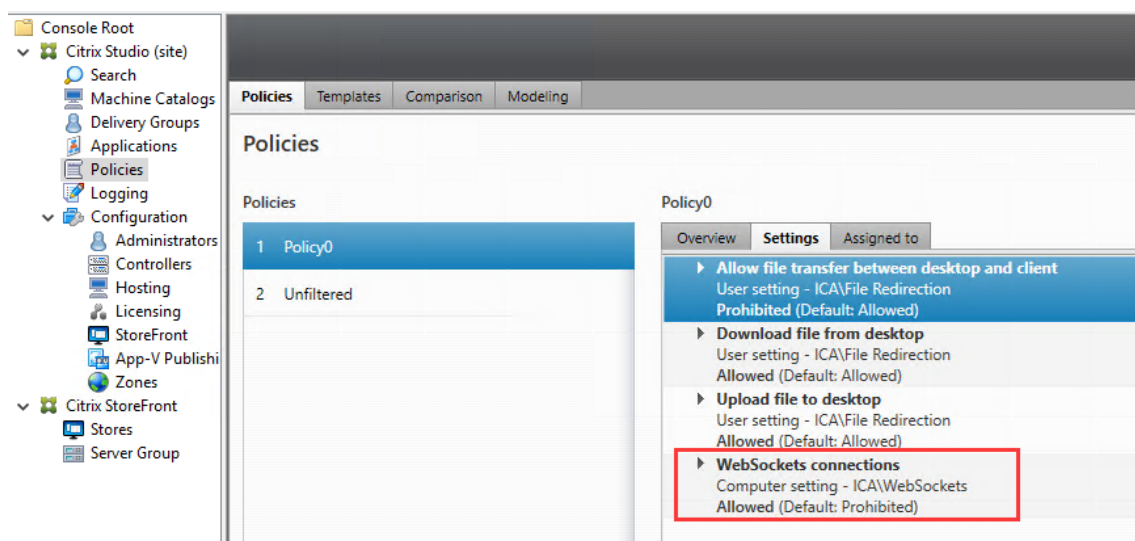 Console Root
Citrix Studio (site)
Search
Machine Catalogs
Delivery Groups
Applications
Policies
Logging
Configuration
Administrators
Controllers
Hosting
Licensing
StoreFront
App-V Publishi
Zones
Citrix StoreFront
Stores
Server Group
Policies Templates Comparison Modeling
Policies
Policies
1 Policy0
2 Unfiltered
Policy0
Overview Settings Assigned to
Allow file transfer between desktop and client
User setting - ICA\File Redirection
Prohibited (Default: Allowed)
Download file from desktop
User setting - ICA\File Redirection
Allowed (Default: Allowed)
Upload file to desktop
User setting - ICA\File Redirection
Allowed (Default: Allowed)
WebSockets connections
Computer setting - ICA\WebSockets
Allowed (Default: Prohibited)